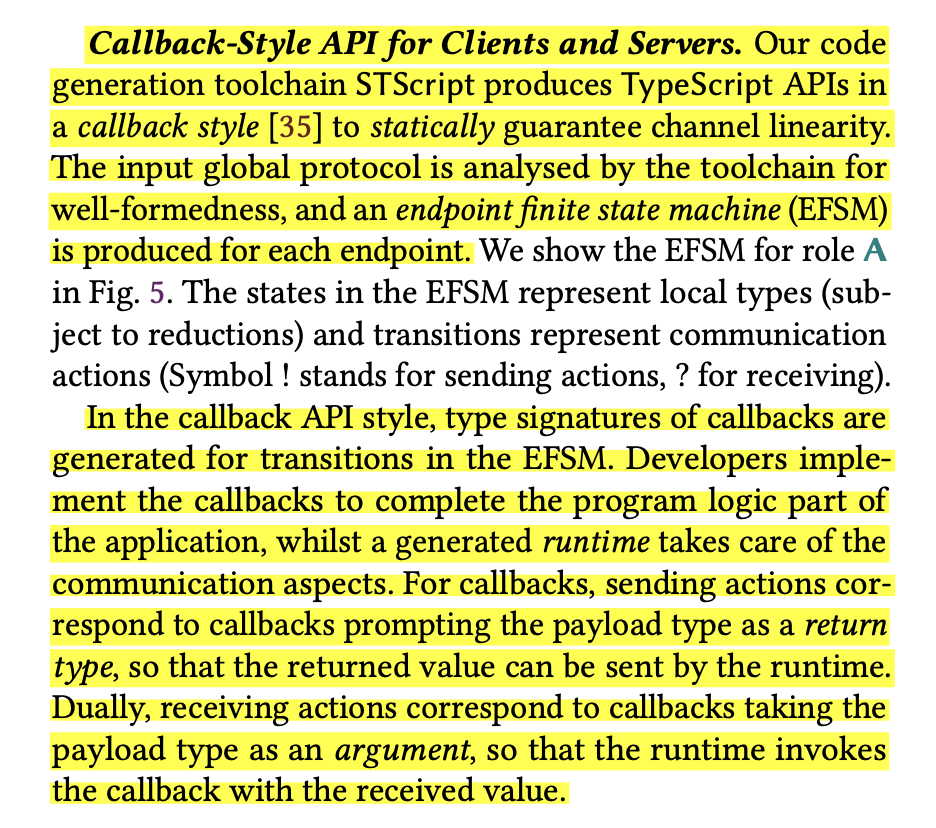 Callback-Style API for Clients and Servers. Our code
generation toolchain STScript produces TypeScript APIs in
a callback style [35] to statically guarantee channel linearity.
The input global protocol is analysed by the toolchain for
well-formedness, and an endpoint finite state machine (EFSM)
is produced for each endpoint. We show the EFSM for role A
in Fig. 5. The states in the EFSM represent local types (sub-
ject to reductions) and transitions represent communication
actions (Symbol ! stands for sending actions, ? for receiving).
In the callback API style, type signatures of callbacks are
generated for transitions in the EFSM. Developers imple-
ment the callbacks to complete the program logic part of
the application, whilst a generated runtime takes care of the
communication aspects. For callbacks, sending actions cor-
respond to callbacks prompting the payload type as a return
type, so that the returned value can be sent by the runtime.
Dually, receiving actions correspond to callbacks taking the
payload type as an argument, so that the runtime invokes
the callback with the received value.